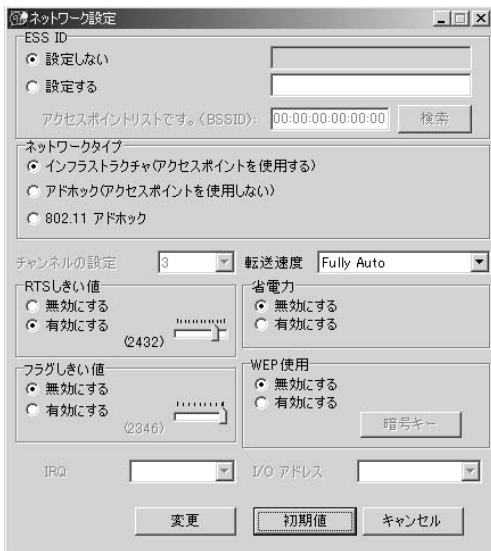 ネットワーク設定
ESS ID
設定しない
設定する
アクセスポイントリストです。(BSSID): 00:00:00:00:00:00 検索
ネットワークタイプ
インフラストラクチャ(アクセスポイントを使用する)
アドホック(アクセスポイントを使用しない)
802.11 アドホック
チャンネルの設定 3 転送速度 Fully Auto
RTSしきい値
無効にする
有効にする
(2432)
省電力
無効にする
有効にする
フラグしきい値
無効にする
有効にする
(2346)
WEP使用
無効にする
有効にする
暗号キー
IRQ I/O アドレス
変更 初期値 キャンセル